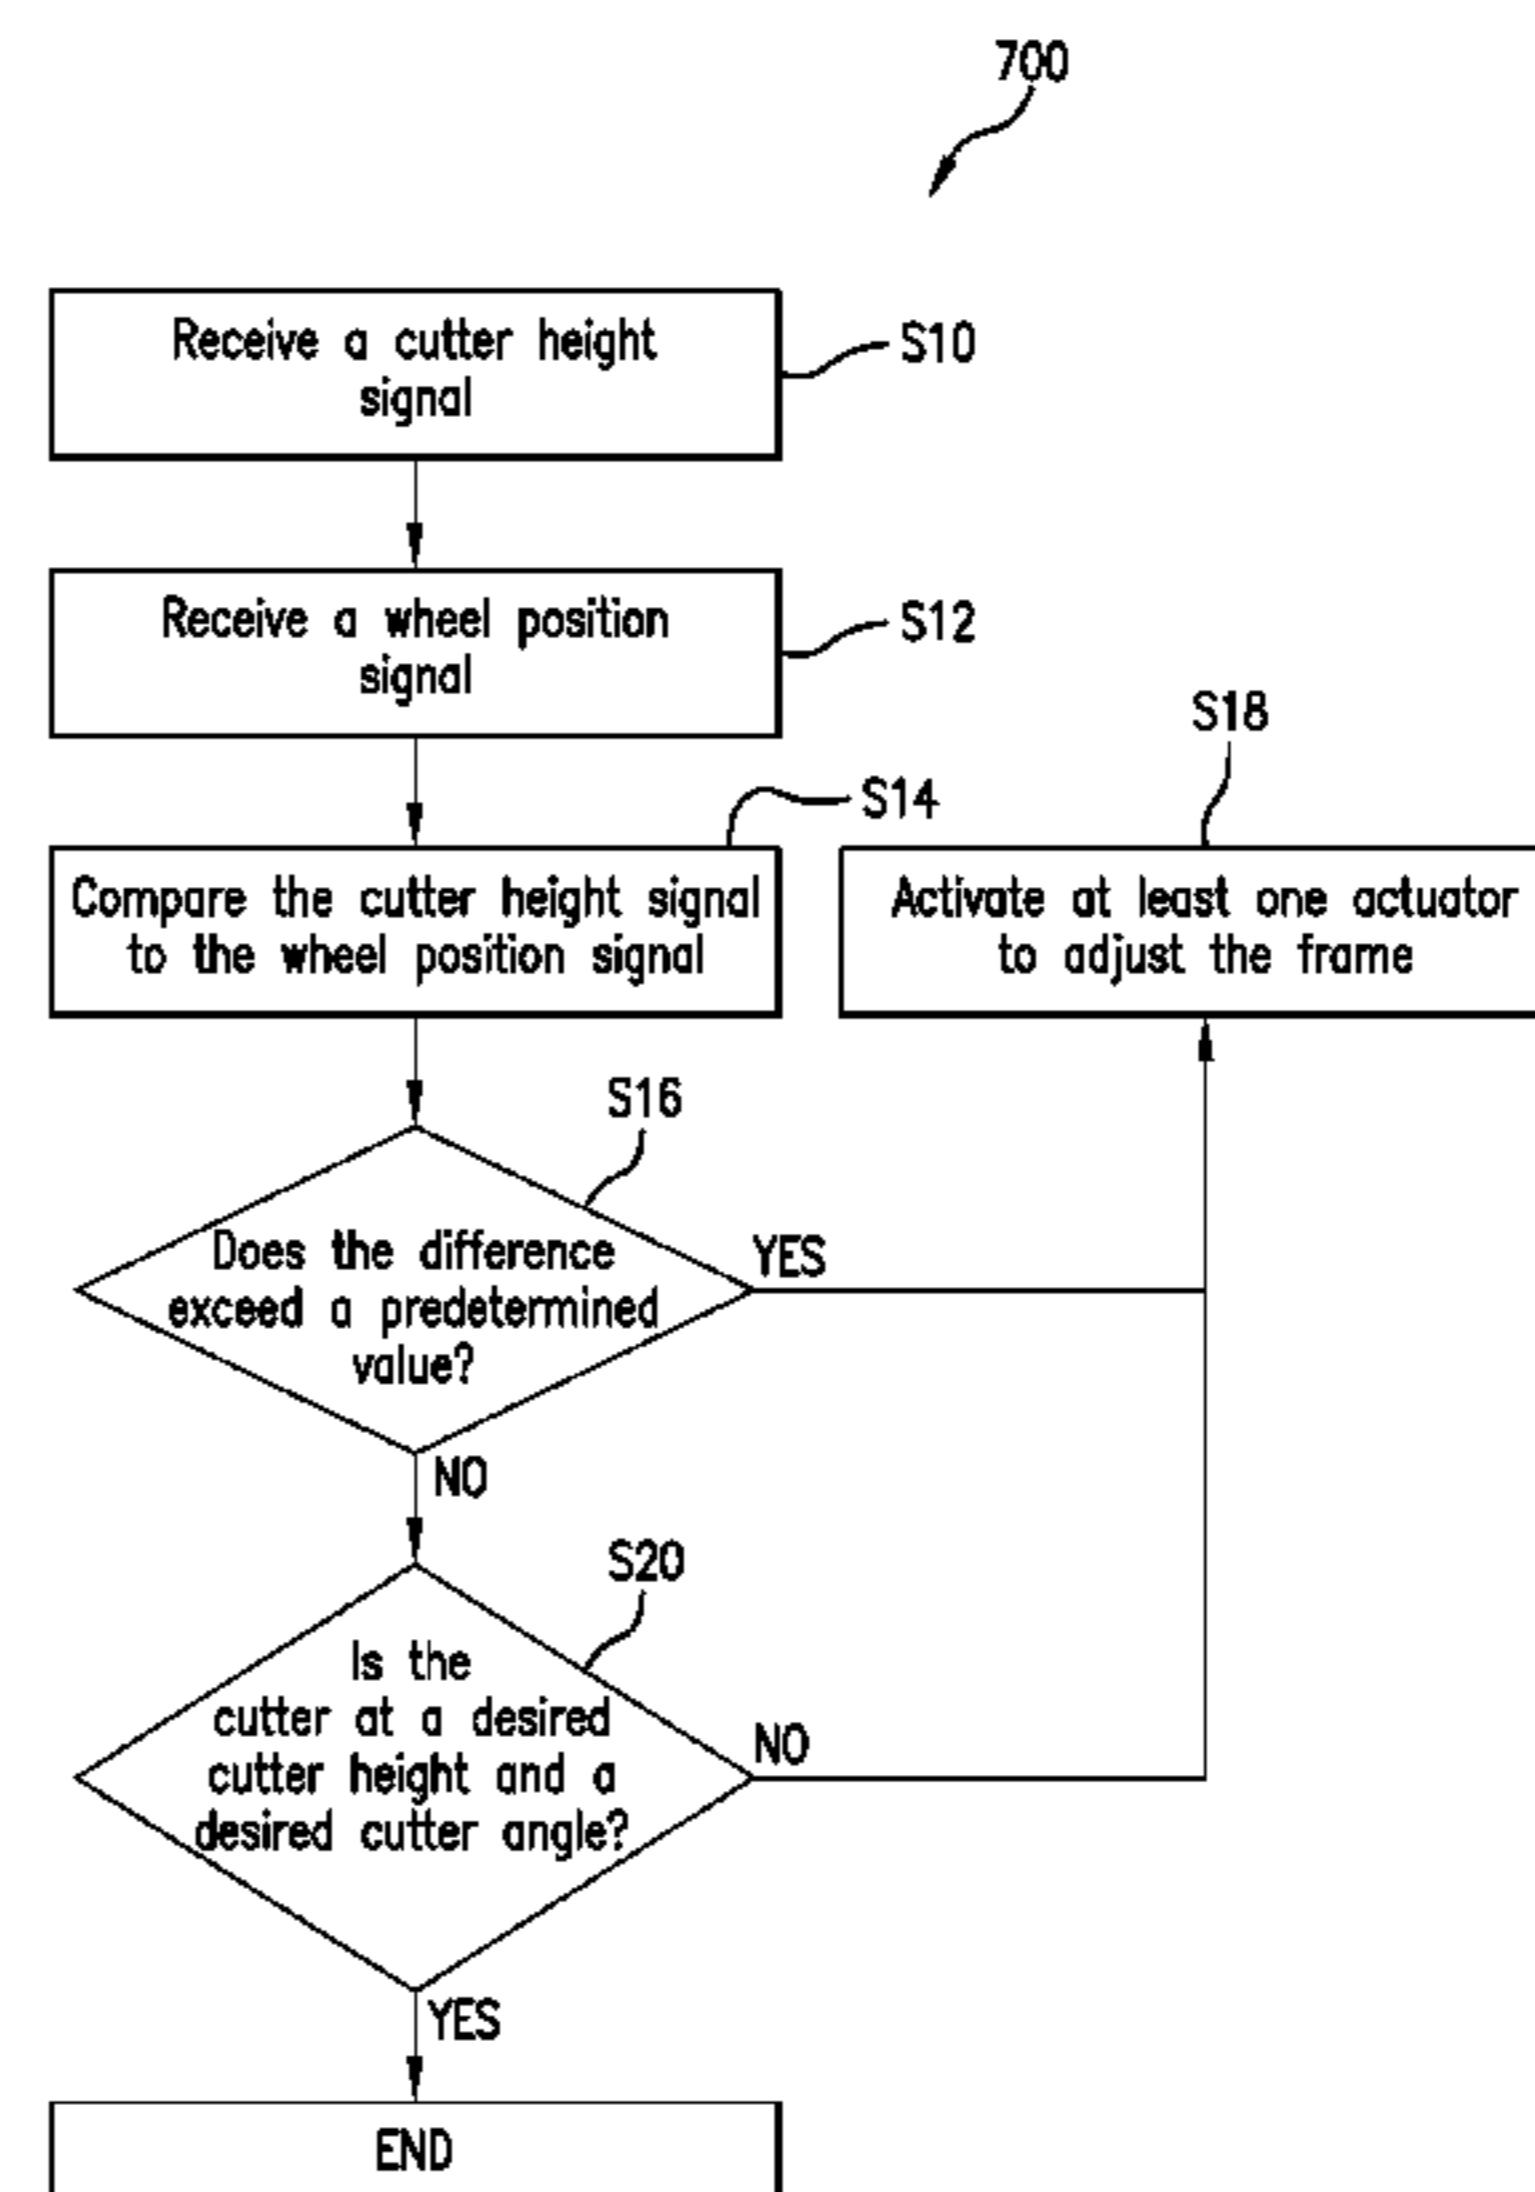 700
Receive a cutter height
signal
S10
Receive a wheel position
signal
S12
S14
Compare the cutter height signal
to the wheel position signal
S18
Activate at least one actuator
to adjust the frame
S16
Does the difference
exceed a predetermined
value?
YES
NO
S20
Is the
cutter at a desired
cutter height and a
desired cutter angle?
NO
YES
END